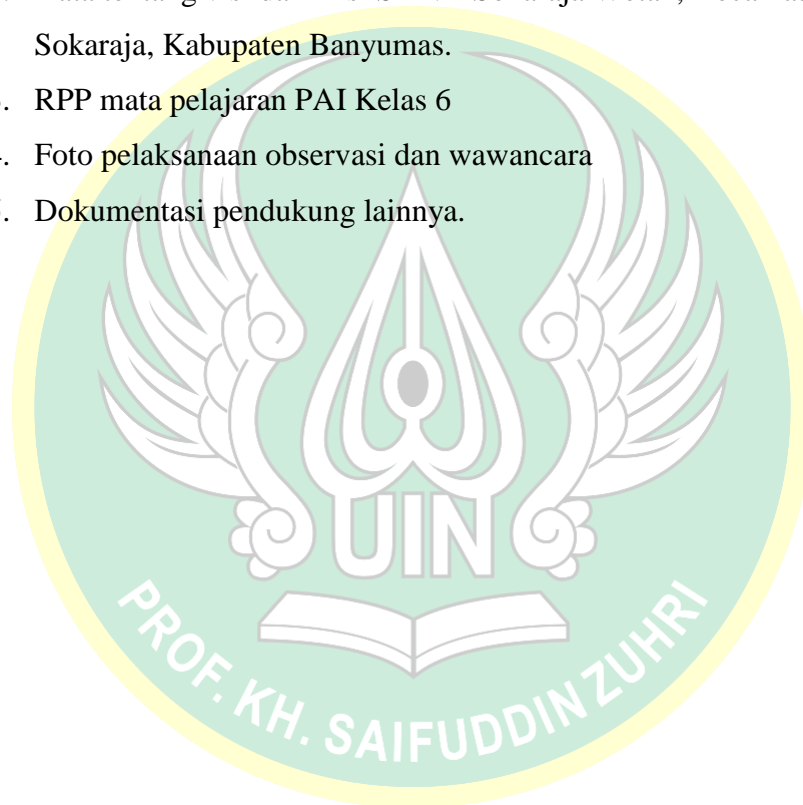 Sokaraja, Kabupaten Banyumas.
RPP mata pelajaran PAI Kelas 6
Foto pelaksanaan observasi dan wawancara
Dokumentasi pendukung lainnya.
UIN
PROF. KH. SAIFUDDIN ZUHRI